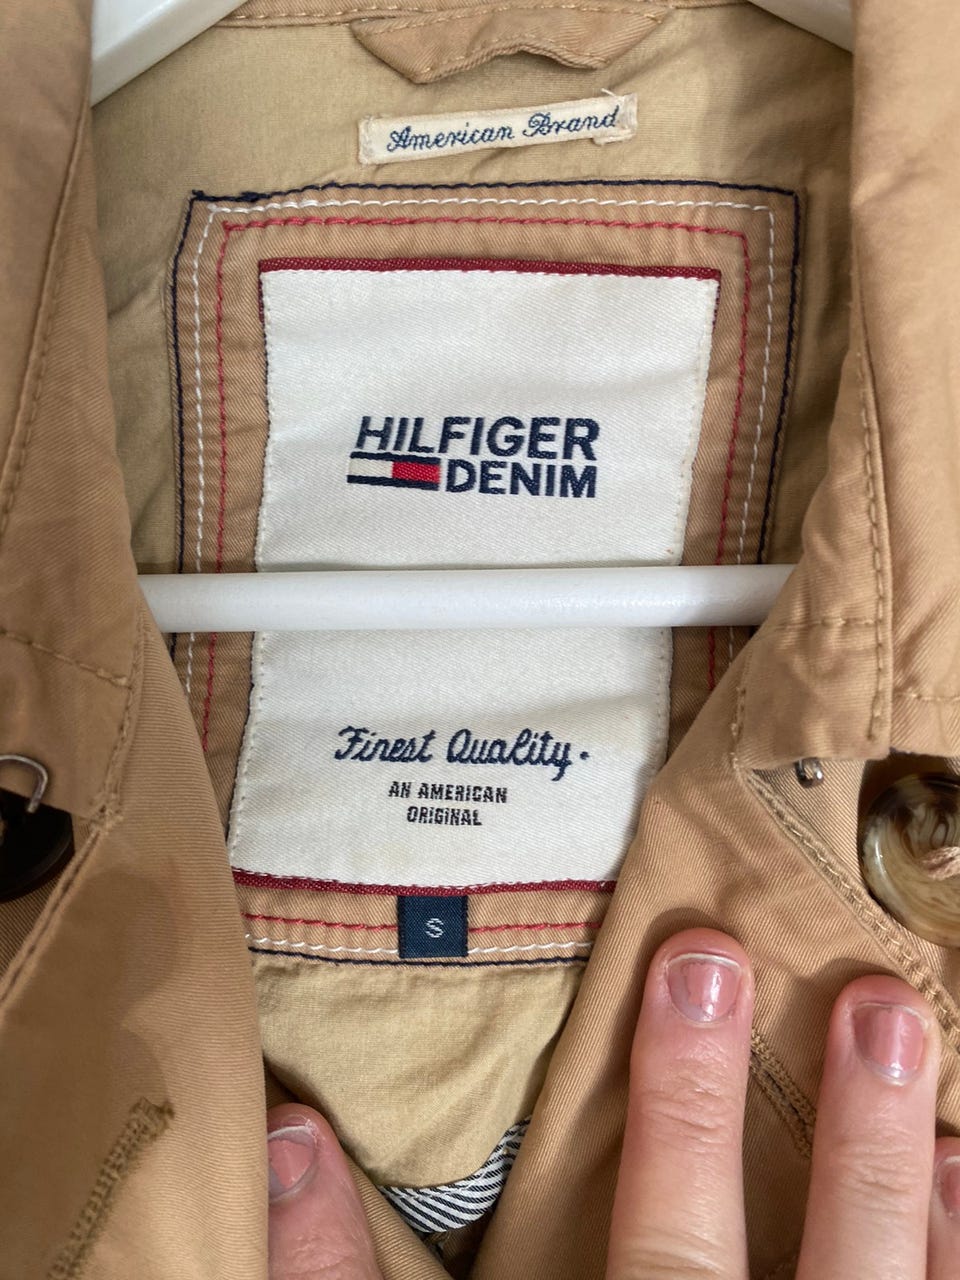 American Brand
HILFIGER
DENIM
Finest Quality.
AN AMERICAN
ORIGINAL
S